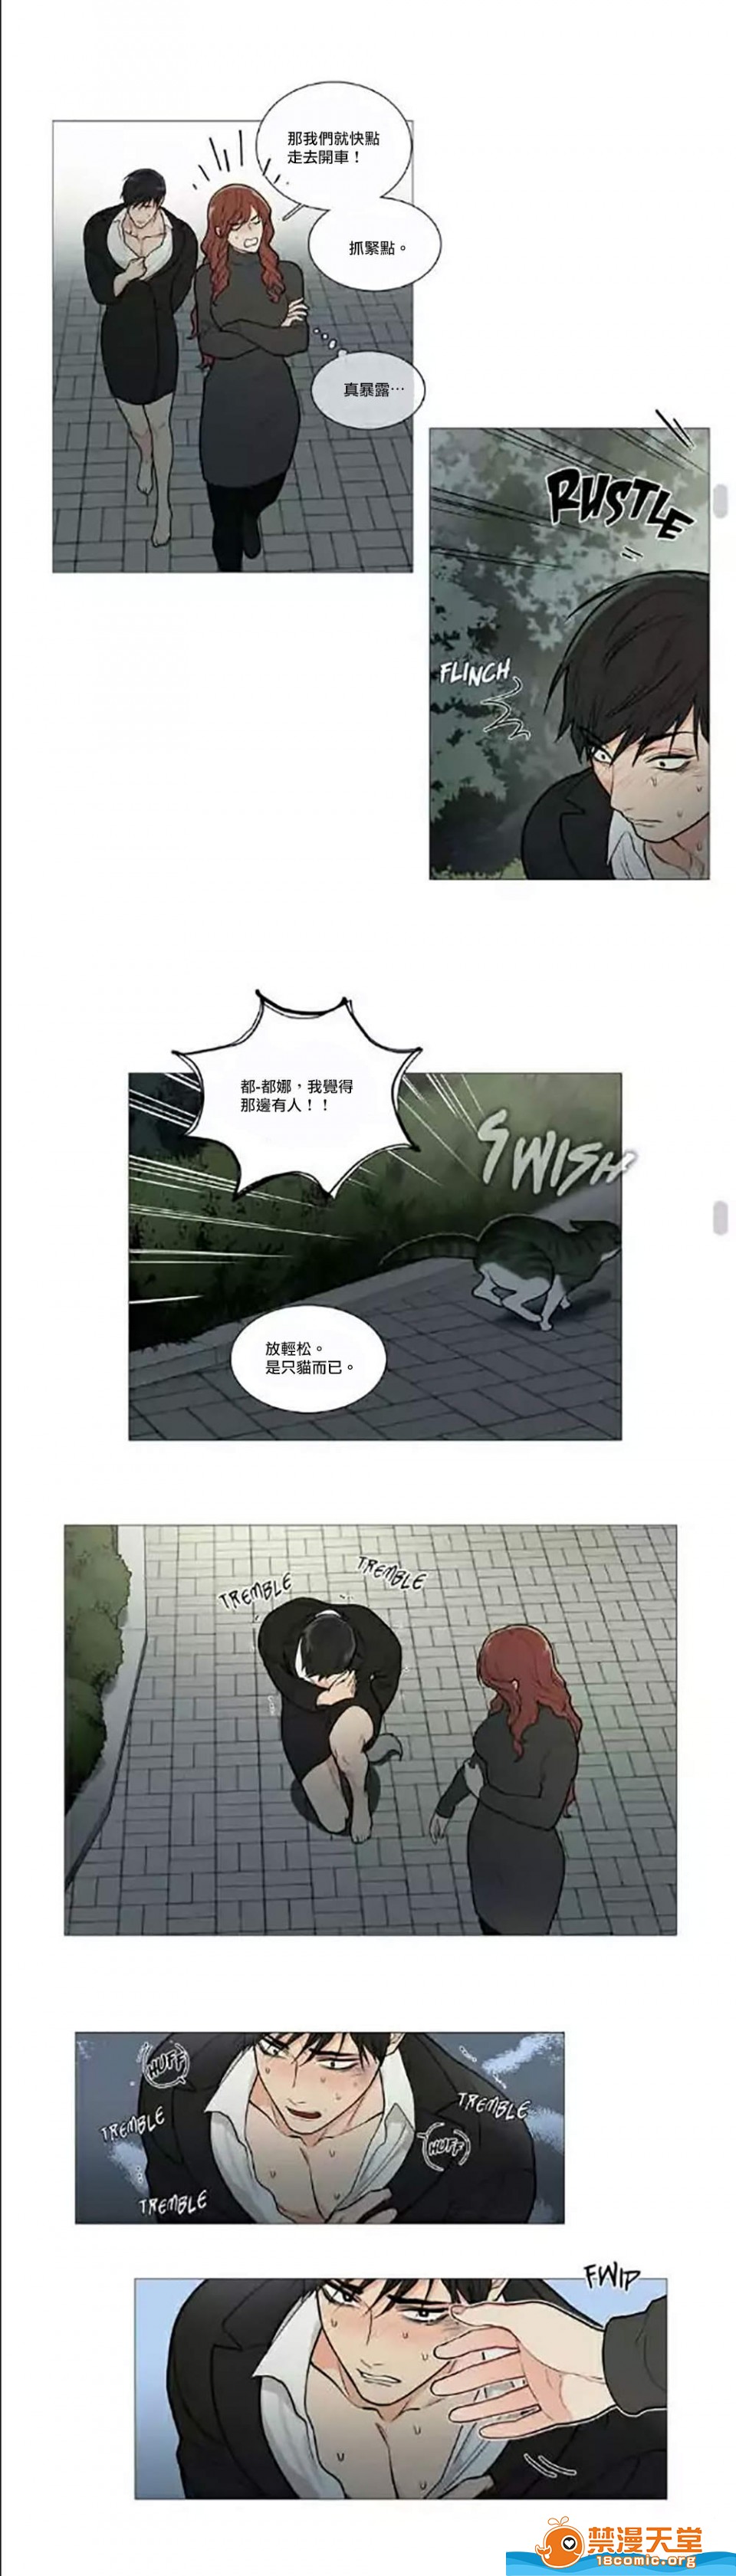 那我們就快點
走去開車！
抓緊點。
真暴露…
RUSTLE
FLINCH
都-都娜，我覺得
那邊有人！！
SWISH
放輕松。
是只貓而已。
TREMBLE
TREMBLE
HUFF
TREMBLE
TREMBLE
HUFF
TREMBLE
FWIP
禁漫天堂
18comic.org